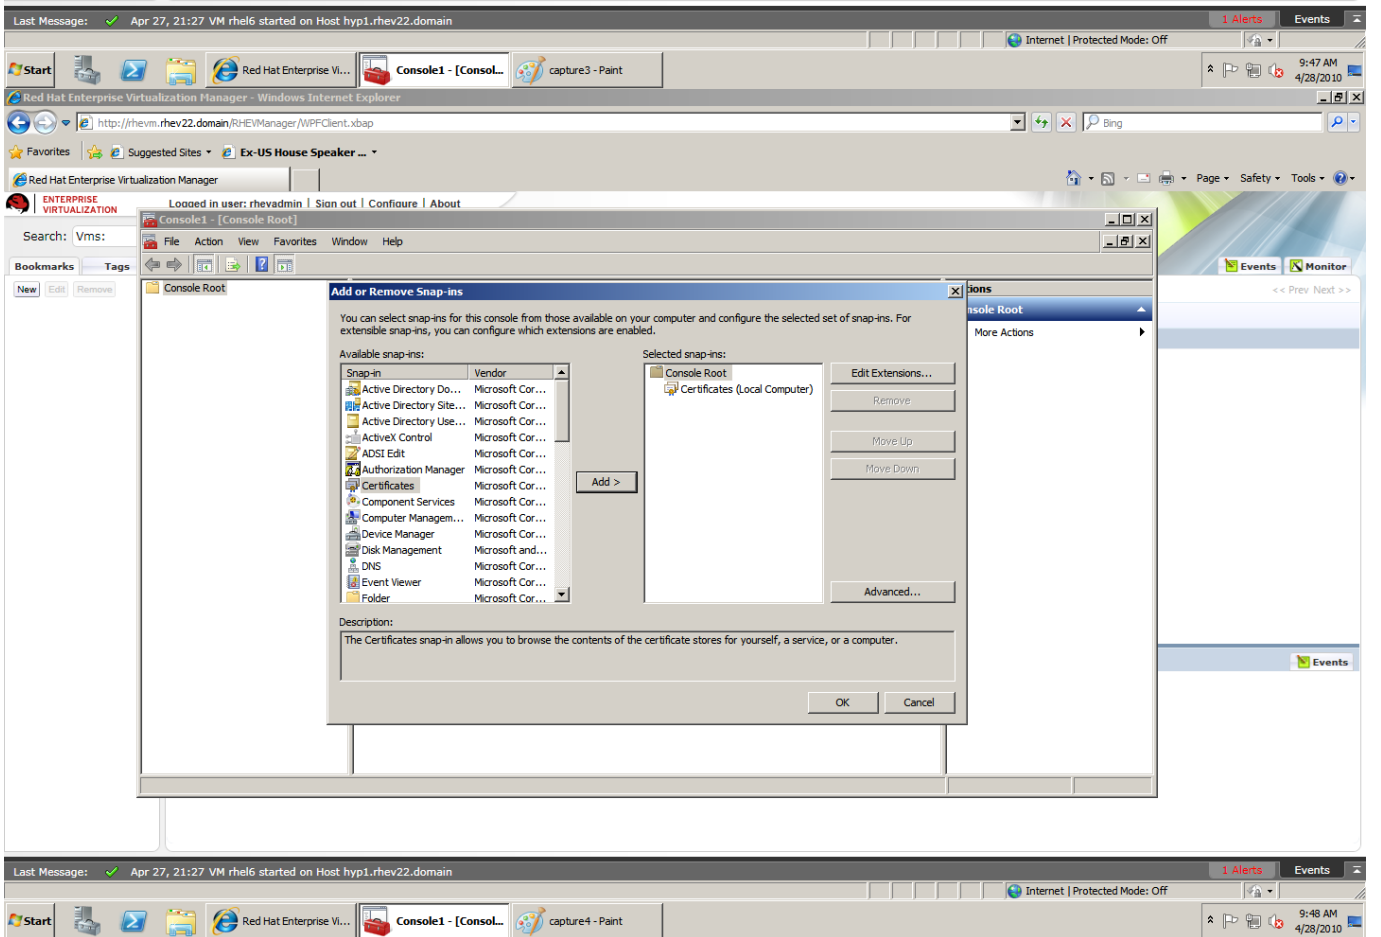 Last Message: Apr 27, 21:27 VM rhel6 started on Host hyp1.rhev22.domain 1 Alerts Events
Internet | Protected Mode: Off
Start Red Hat Enterprise Vi... Console1 - [Consol... capture3 - Paint 9:47 AM
4/28/2010
Red Hat Enterprise Virtualization Manager - Windows Internet Explorer
http://rhevm.rhev22.domain/RHEVManager/WPFClient.xbap Bing
Favorites Suggested Sites Ex-US House Speaker ...
Red Hat Enterprise Virtualization Manager Page Safety Tools
ENTERPRISE
VIRTUALIZATION
Logged in user: rhevadmin | Sign out | Configure | About
Search: Vms:
Bookmarks Tags Events Monitor
New Edit Remove << Prev Next >>
Console1 - [Console Root]
File Action View Favorites Window Help
Console Root
Add or Remove Snap-ins
You can select snap-ins for this console from those available on your computer and configure the selected set of snap-ins. For
extensible snap-ins, you can configure which extensions are enabled.
Available snap-ins:
Snap-in Vendor
Active Directory Do... Microsoft Cor...
Active Directory Site... Microsoft Cor...
Active Directory Use... Microsoft Cor...
ActiveX Control Microsoft Cor...
ADSI Edit Microsoft Cor...
Authorization Manager Microsoft Cor...
Certificates Microsoft Cor...
Component Services Microsoft Cor...
Computer Managem... Microsoft Cor...
Device Manager Microsoft Cor...
Disk Management Microsoft and...
DNS Microsoft Cor...
Event Viewer Microsoft Cor...
Folder Microsoft Cor...
Add >
Selected snap-ins:
Console Root
Certificates (Local Computer)
Edit Extensions...
Remove
Move Up
Move Down
Advanced...
Description:
The Certificates snap-in allows you to browse the contents of the certificate stores for yourself, a service, or a computer.
OK Cancel
tions
nsole Root
More Actions
Events
Last Message: Apr 27, 21:27 VM rhel6 started on Host hyp1.rhev22.domain 1 Alerts Events
Internet | Protected Mode: Off
Start Red Hat Enterprise Vi... Console1 - [Consol... capture4 - Paint 9:48 AM
4/28/2010